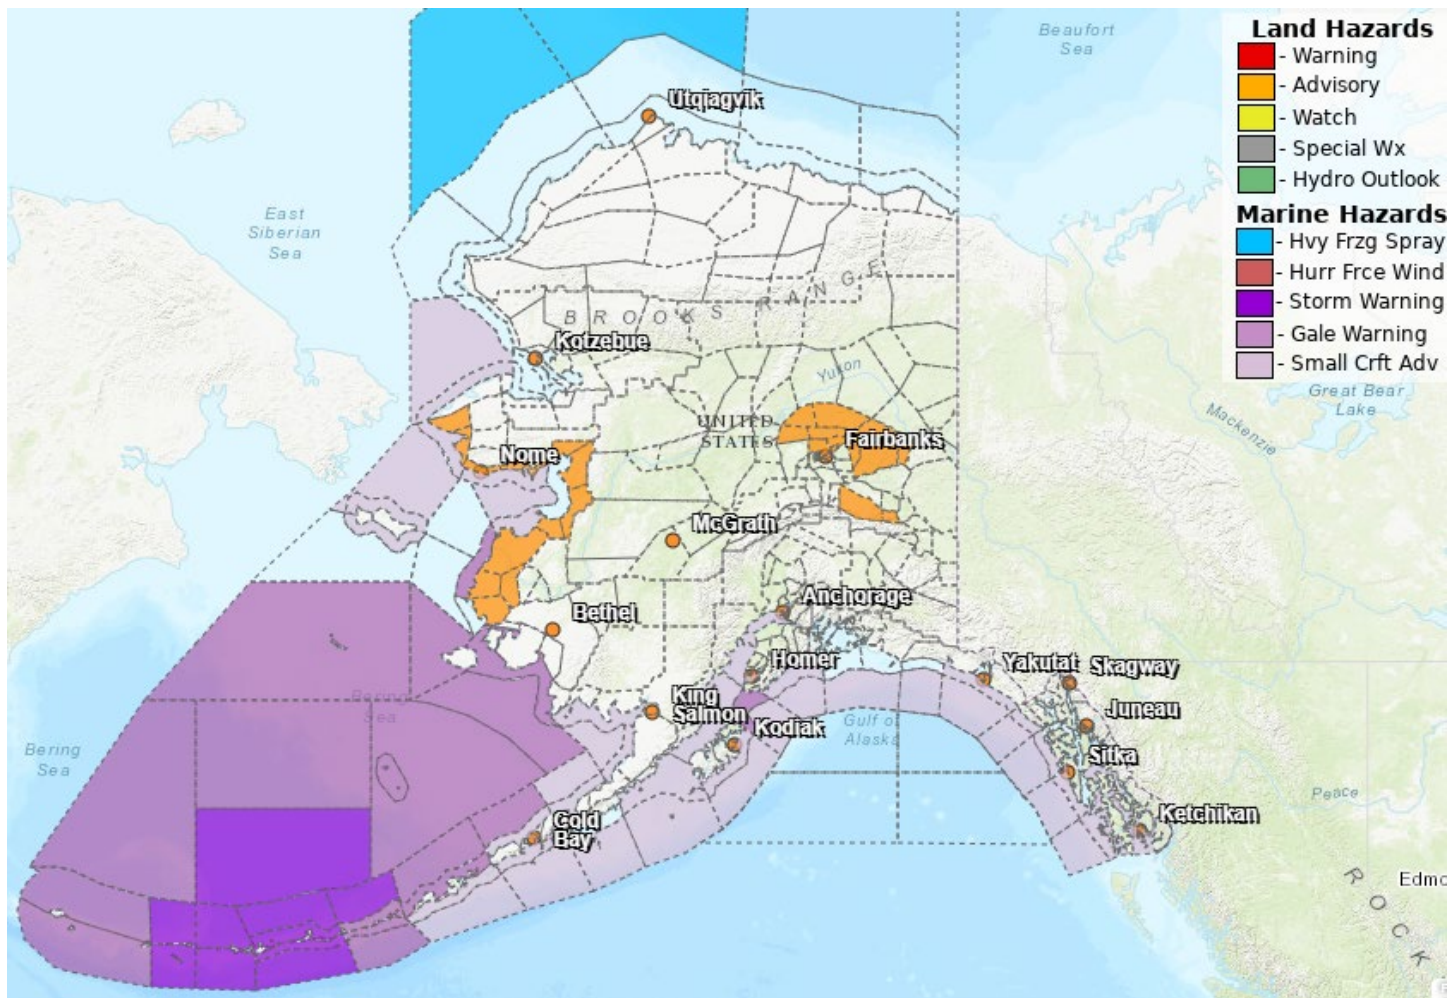 Land Hazards
- Warning
- Advisory
- Watch
- Special Wx
- Hydro Outlook
Marine Hazards
- Hvy Frzg Spray
- Hurr Frce Wind
- Storm Warning
- Gale Warning
- Small Crft Adv
Beaufort
Sea
Utqiagvik
East
Siberian
Sea
BROOKS RANGE
Kotzebue
Yukon
Great Bear
Lake
Mackenzie
UNITED
STATES
Fairbanks
Nome
McGrath
Anchorage
Bethel
Homer
Yakutat
Skagway
King
Salmon
Juneau
Kodiak
Bering
Sea
Gulf of
Alaska
Sitka
Bering
Sea
Peace
Cold
Bay
Ketchikan
Edmo
ROCK